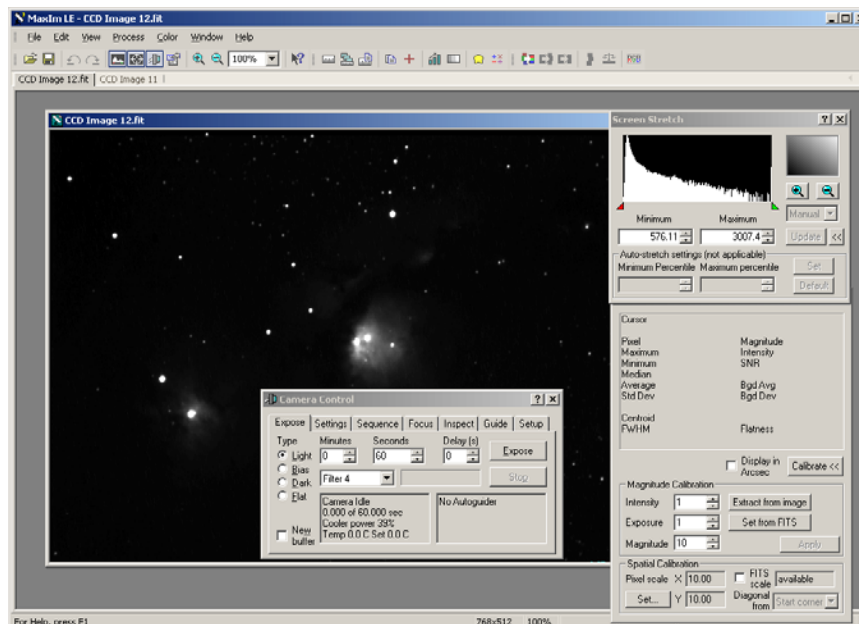 MaxIm LE - CCD Image 12.fit
File Edit View Process Color Window Help
100%
CCD Image 12.fit CCD Image 11
CCD Image 12.fit
Screen Stretch
Minimum Maximum Manual
576.11 3007.4 Update <<
Auto-stretch settings (not applicable)
Minimum Percentile Maximum percentile Set
Default
Cursor
Pixel Magnitude
Maximum Intensity
Minimum SNR
Median
Average Bgd Avg
Std Dev Bgd Dev
Centroid
FWHM Flatness
Display in Arcsec Calibrate <<
Magnitude Calibration
Intensity 1 Extract from image
Exposure 1 Set from FITS
Magnitude 10 Apply
Spatial Calibration
Pixel scale X 10.00 FITS scale available
Set... Y 10.00 Diagonal from Start corner
Camera Control
Expose Settings Sequence Focus Inspect Guide Setup
Type Minutes Seconds Delay (s)
Light 0 60 0 Expose
Bias
Dark Filter 4 Stop
Flat
Camera Idle No Autoguider
0.000 of 60.000 sec
Cooler power 39%
New buffer Temp 0.0 C Set 0.0 C
For Help, press F1 768x512 100%